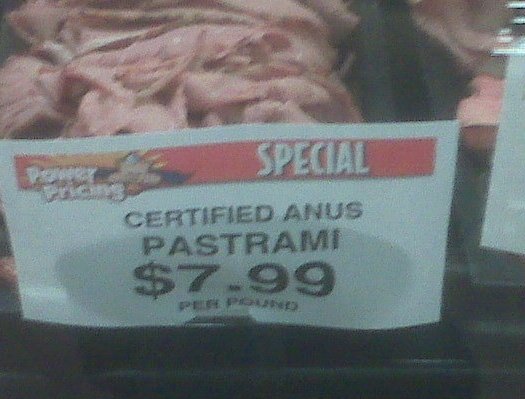 Power
Pricing
SPECIAL
CERTIFIED ANUS
PASTRAMI
$7.99
PER POUND